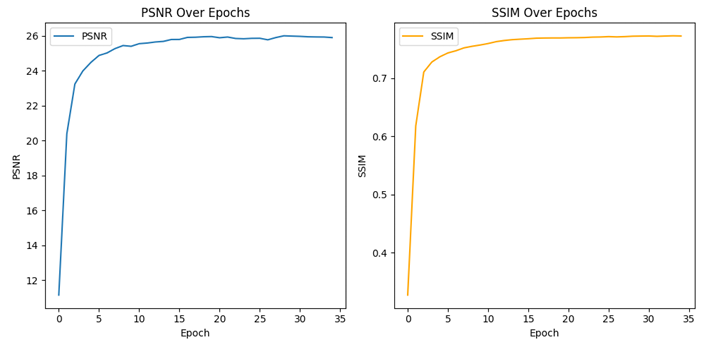 PSNR Over Epochs
PSNR
26
24
22
20
18
16
14
12
PSNR
0 5 10 15 20 25 30 35
Epoch
SSIM Over Epochs
SSIM
0.7
0.6
0.5
0.4
SSIM
0 5 10 15 20 25 30 35
Epoch